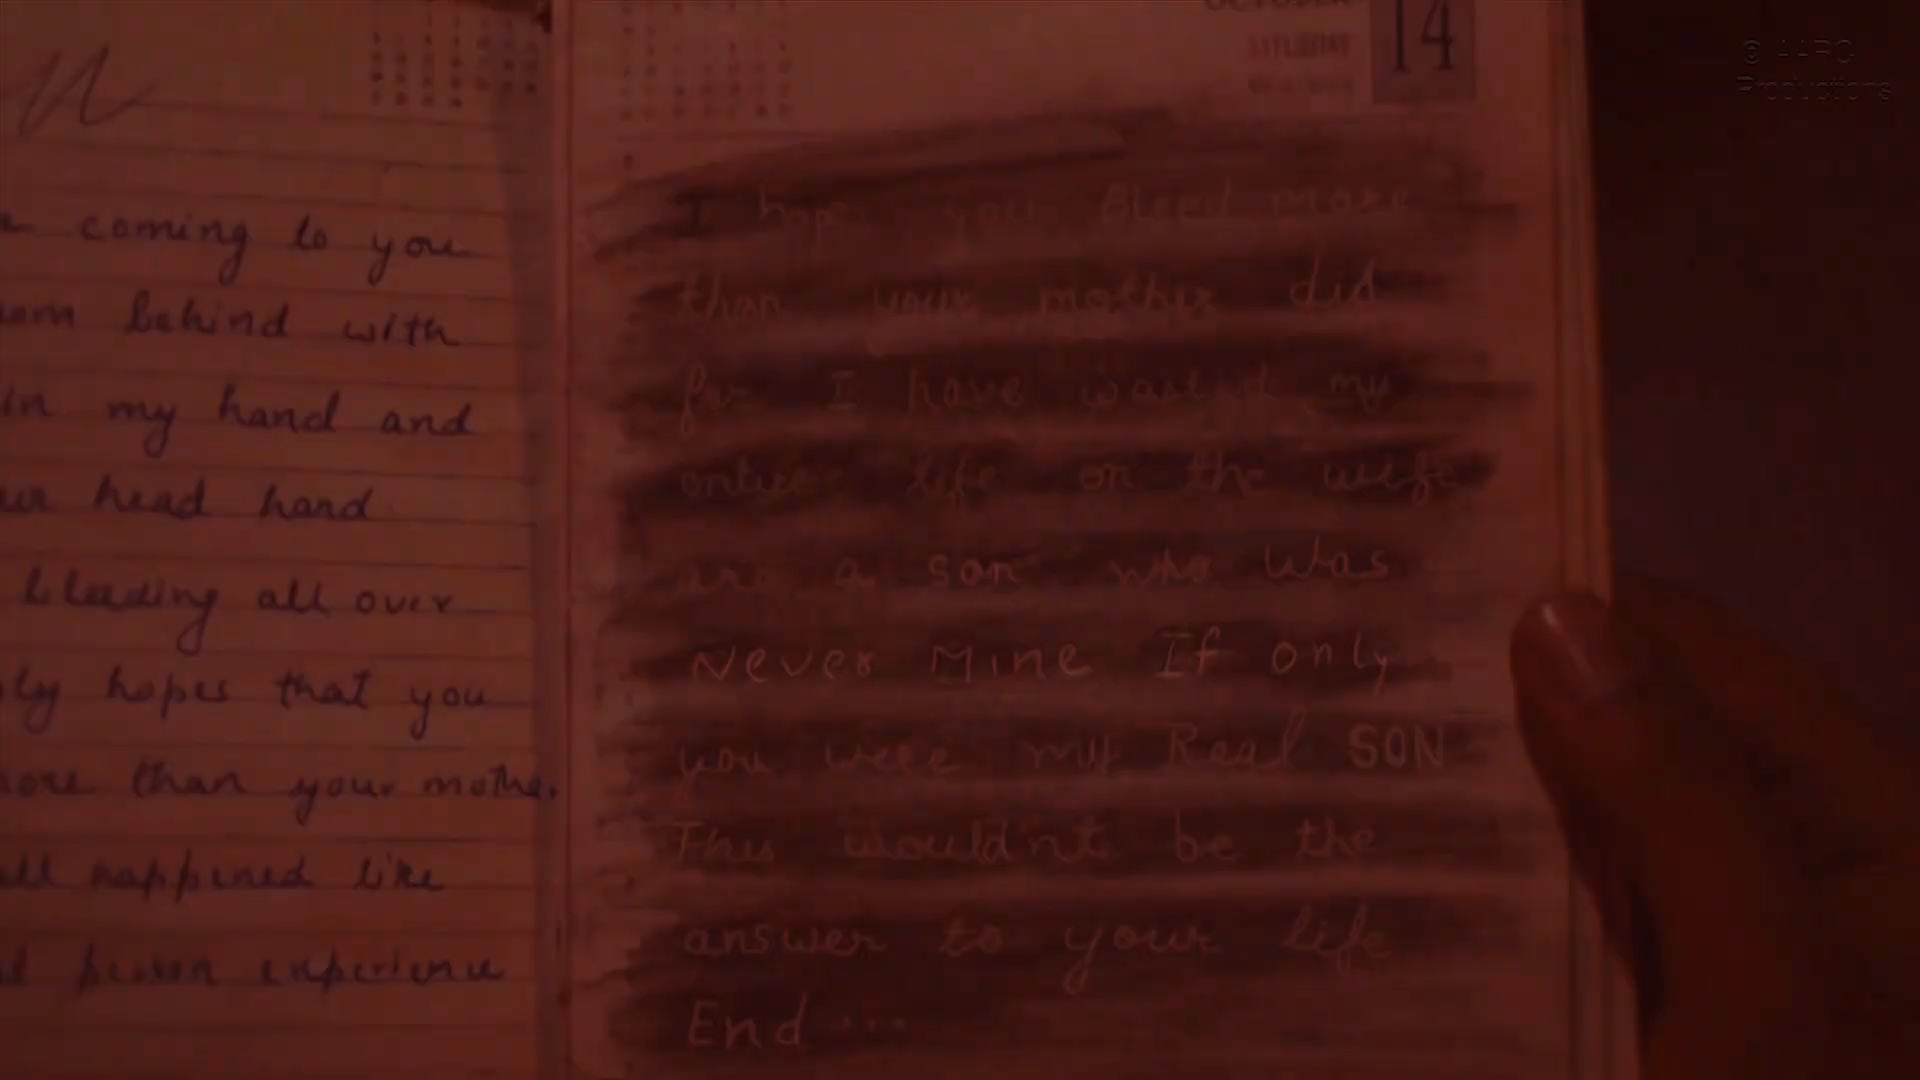 coming to you
behind with
in my hand and
head hand
bleeding all over
hopes that you
than your mothe.
happened like
experience
OCTOBER
14
I hope you Bleed more
than your mother did
for I have wasted my
entire life on the wife
a son who was
Never Mine If only
you were my Real SON
This wouldn't be the
answer to your life
End ...
© AARO
Productions